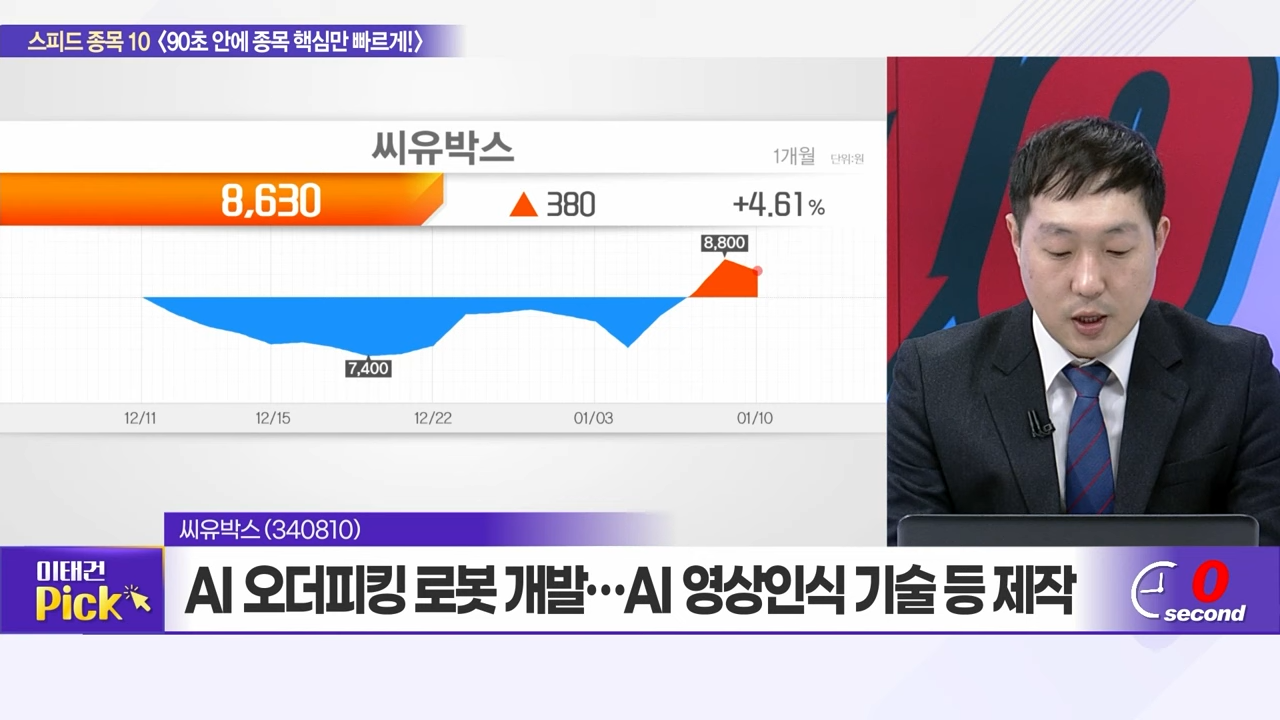 스피드 종목 10 <90초 안에 종목 핵심만 빠르게!>
씨유박스
1개월 단위:원
8,630 ▲ 380 +4.61%
8,800
7,400
12/11 12/15 12/22 01/03 01/10
씨유박스(340810)
이태건
Pick
AI 오더피킹 로봇 개발…AI 영상인식 기술 등 제작
0
second